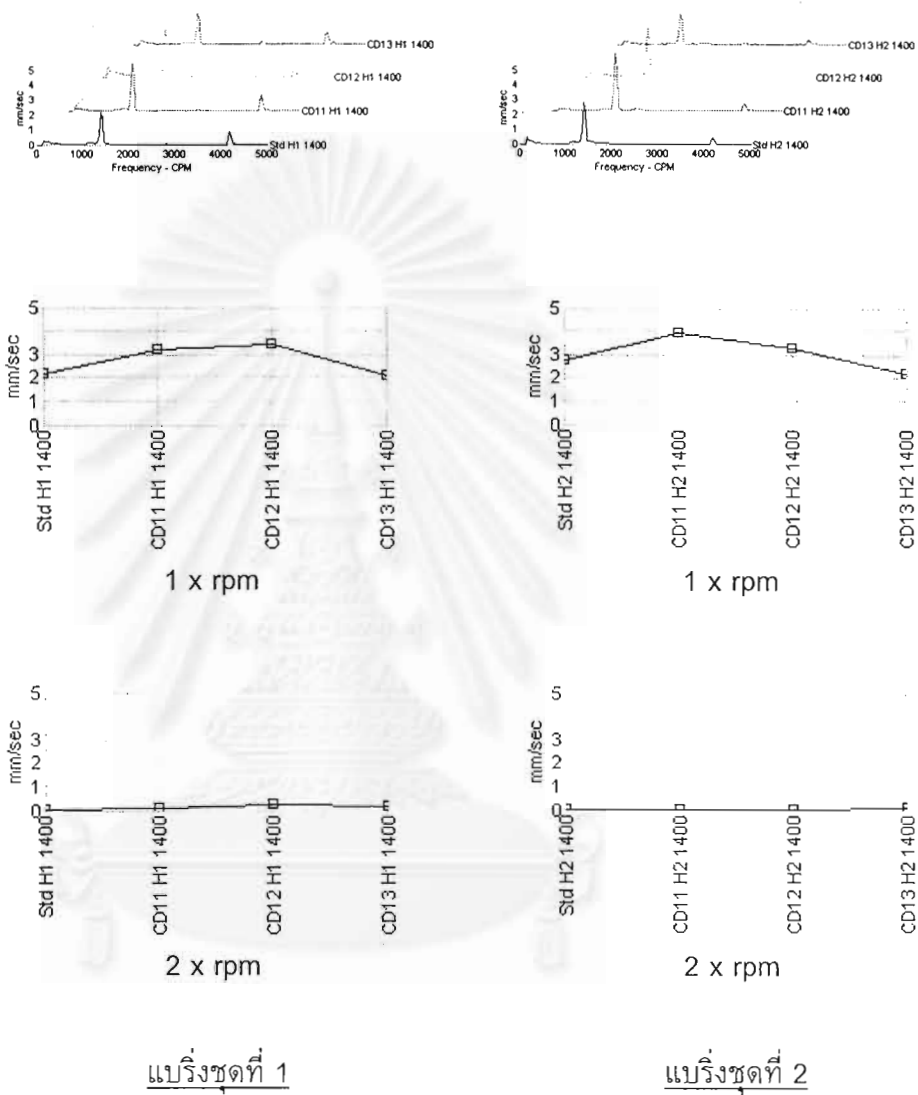 CD13 H1 1400
CD12 H1 1400
CD11 H1 1400
Std H1 1400
mm/sec
5
4
3
2
1
0
0 1000 2000 3000 4000 5000
Frequency - CPM
CD13 H2 1400
CD12 H2 1400
CD11 H2 1400
Std H2 1400
mm/sec
5
4
3
2
1
0
0 1000 2000 3000 4000 5000
Frequency - CPM
mm/sec
5
3
2
1
0
Std H1 1400
CD11 H1 1400
CD12 H1 1400
CD13 H1 1400
1 x rpm
mm/sec
5
3
2
1
0
Std H2 1400
CD11 H2 1400
CD12 H2 1400
CD13 H2 1400
1 x rpm
mm/sec
5
3
2
1
0
Std H1 1400
CD11 H1 1400
CD12 H1 1400
CD13 H1 1400
2 x rpm
mm/sec
5
3
2
1
0
Std H2 1400
CD11 H2 1400
CD12 H2 1400
CD13 H2 1400
2 x rpm
แบริ่งชุดที่ 1
แบริ่งชุดที่ 2